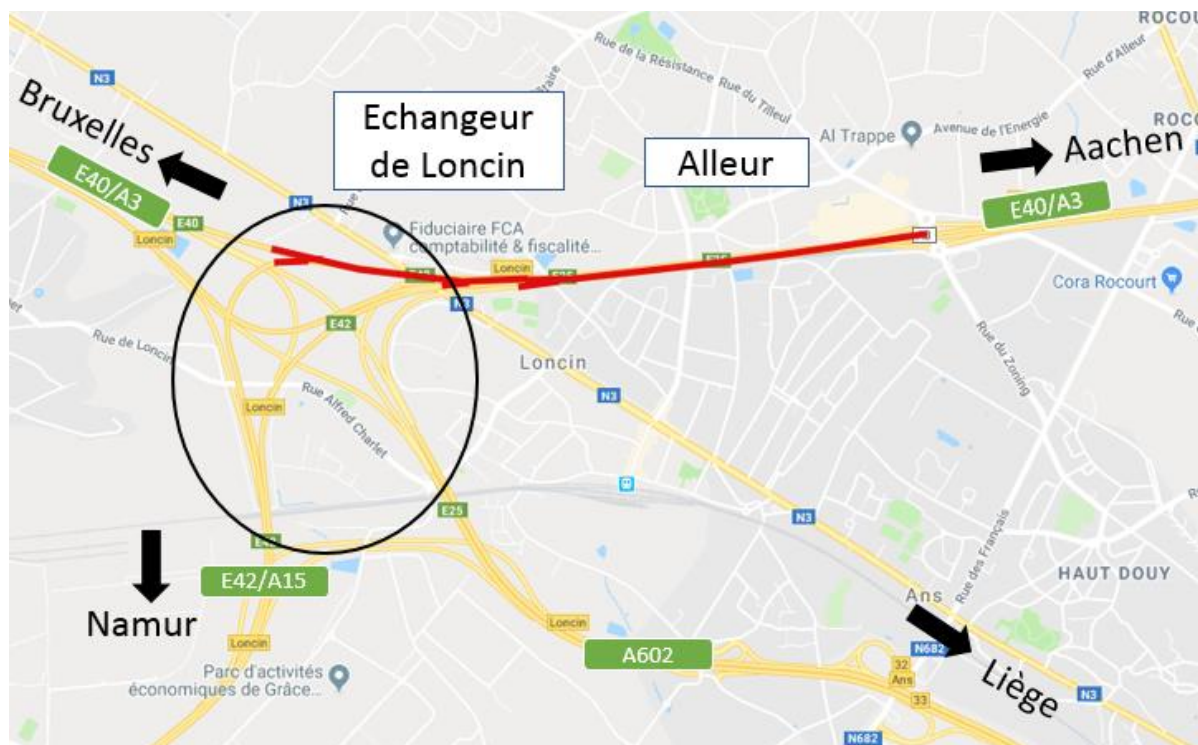 ROCOU
Rue de la Résistance
Rue du Tilleul
Rue d'Alleur
N3
Bruxelles
Echangeur
de Loncin
Al Trappe
Avenue de l'Energie
ROCOU
Alleur
Aachen
E40/A3
E40/A3
Loncin
E40
N3
Fiduciaire FCA
comptabilité & fiscalité...
Loncin
Cora Rocourt
N3
E42
Rue de Loncin
Loncin
Rue du Zoning
Rue Alfred Charlet
Loncin
N3
E25
N3
Rue des Français
E42/A15
HAUT DOUY
Ans
Namur
Loncin
Loncin
A602
Parc d'activités
économiques de Grâce...
N682
32
Ans
33
Liège
N3
N682